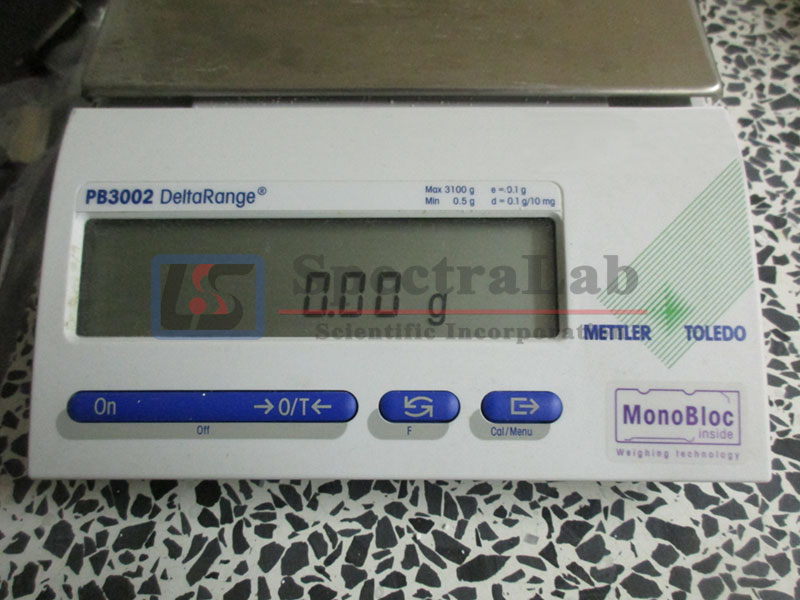 PB3002 DeltaRange®
Max 3100 g e = 0.1 g
Min 0.5 g d = 0.1 g/10 mg
0.00 g
SpectraLab
Scientific Incorporat
METTLER TOLEDO
On →0/T←
Off
F
Cal/Menu
MonoBloc
inside
Weighing technology